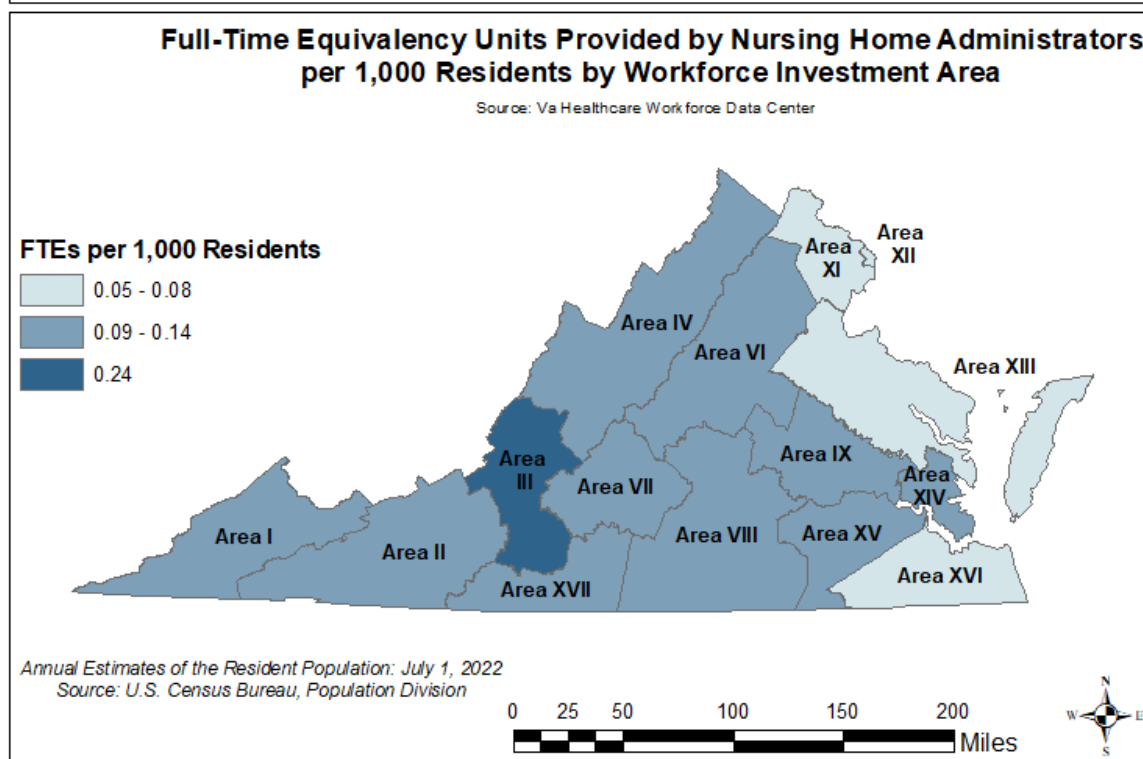 Full-Time Equivalency Units Provided by Nursing Home Administrators
per 1,000 Residents by Workforce Investment Area
Source: Va Healthcare Workforce Data Center
FTEs per 1,000 Residents
0.05 - 0.08
0.09 - 0.14
0.24
Area
XI
Area
XII
Area IV
Area VI
Area XIII
Area
III
Area VII
Area IX
Area
XIV
Area I
Area II
Area VIII
Area XV
Area XVI
Area XVII
Annual Estimates of the Resident Population: July 1, 2022
Source: U.S. Census Bureau, Population Division
0 25 50 100 150 200
Miles
N
W E
S